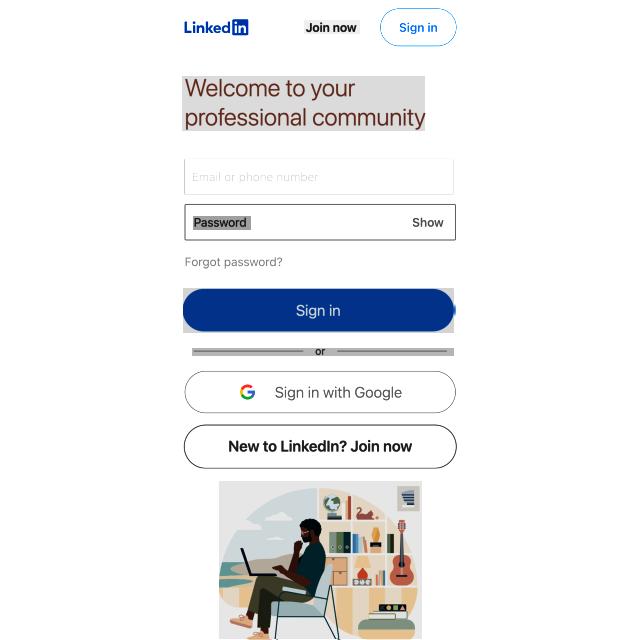 Linkedin
Join now
Sign in
Welcome to your
professional community
Email or phone number
Password
Show
Forgot password?
Sign in
or
Sign in with Google
New to LinkedIn? Join now